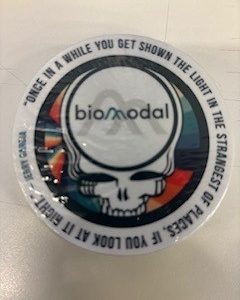 "ONCE IN A WHILE YOU GET SHOWN THE LIGHT IN THE STRANGEST OF PLACES, IF YOU LOOK AT IT RIGHT."
- JERRY GARCIA
biomodal